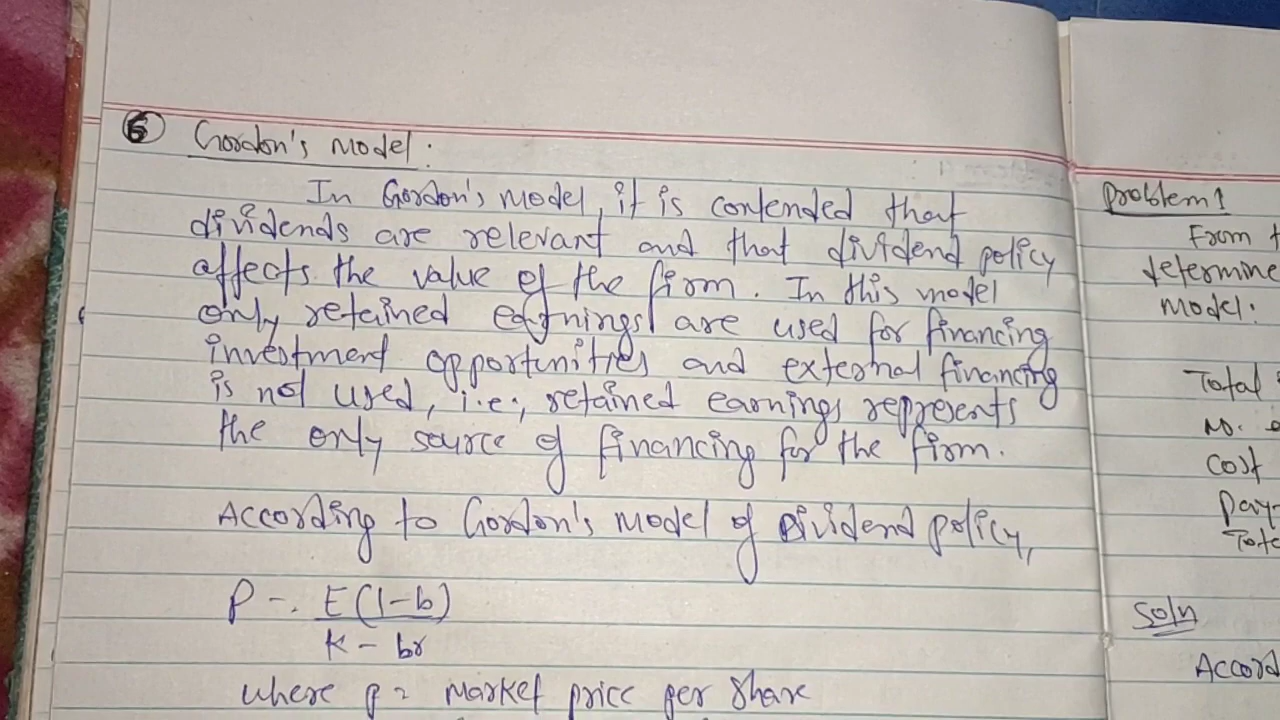 6 Gordon's model:
In Gordon's model, it is contended that
dividends are relevant and that dividend policy
affects the value of the firm. In this model
only retained earnings are used for financing
investment opportunities and external financing
is not used, i.e., retained earnings represents
the only source of financing for the firm.
According to Gordon's model of Dividend policy,
P = E(1-b)
K - br
where P = market price per share
Problem 1
From
determine
model:
Total
No.
Cost
Pay-
Tota
Soln
Accord